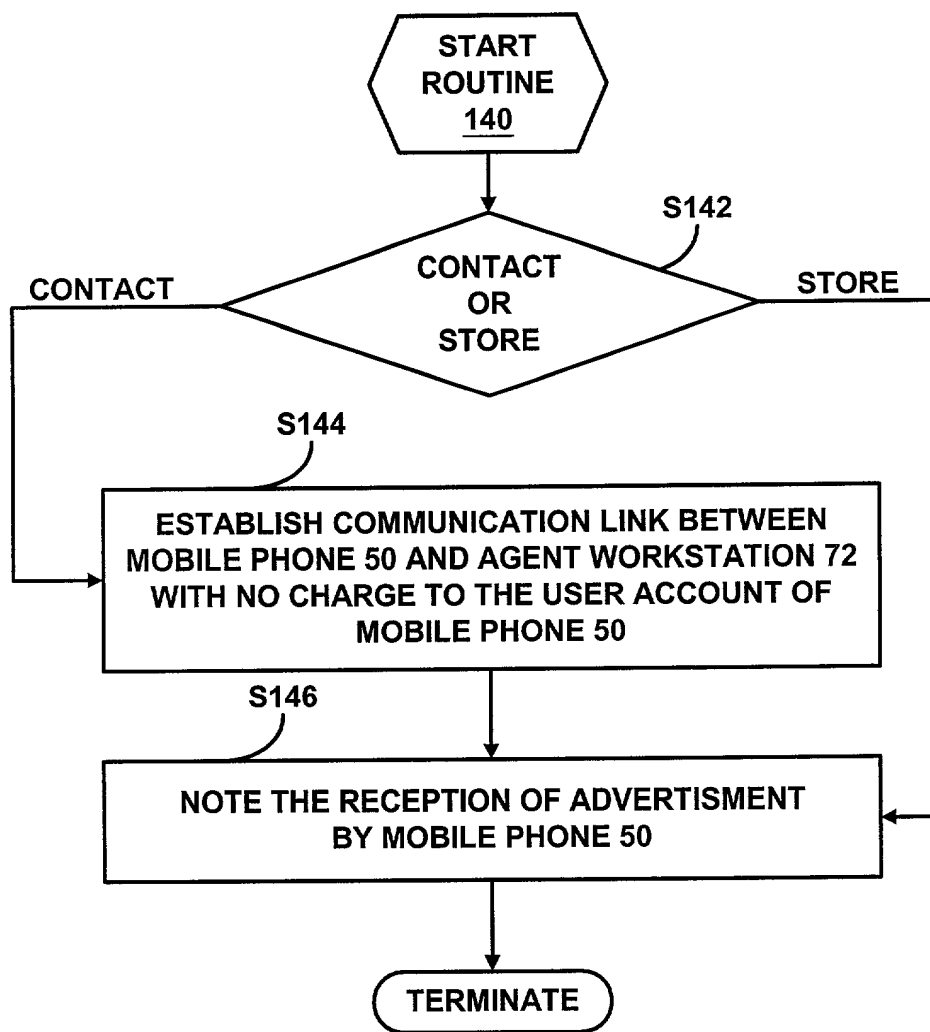 START
ROUTINE
140
S142
CONTACT
OR
STORE
CONTACT
STORE
S144
ESTABLISH COMMUNICATION LINK BETWEEN
MOBILE PHONE 50 AND AGENT WORKSTATION 72
WITH NO CHARGE TO THE USER ACCOUNT OF
MOBILE PHONE 50
S146
NOTE THE RECEPTION OF ADVERTISMENT
BY MOBILE PHONE 50
TERMINATE